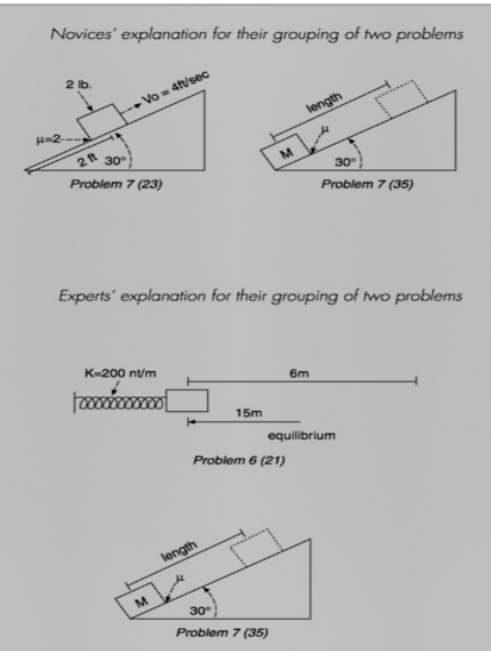 Novices' explanation for their grouping of two problems
2 lb.
Vo = 4ft/sec
μ=2
2 ft
30°
Problem 7 (23)
length
μ
M
30°
Problem 7 (35)
Experts' explanation for their grouping of two problems
K=200 nt/m
6m
15m
equilibrium
Problem 6 (21)
length
μ
M
30°
Problem 7 (35)